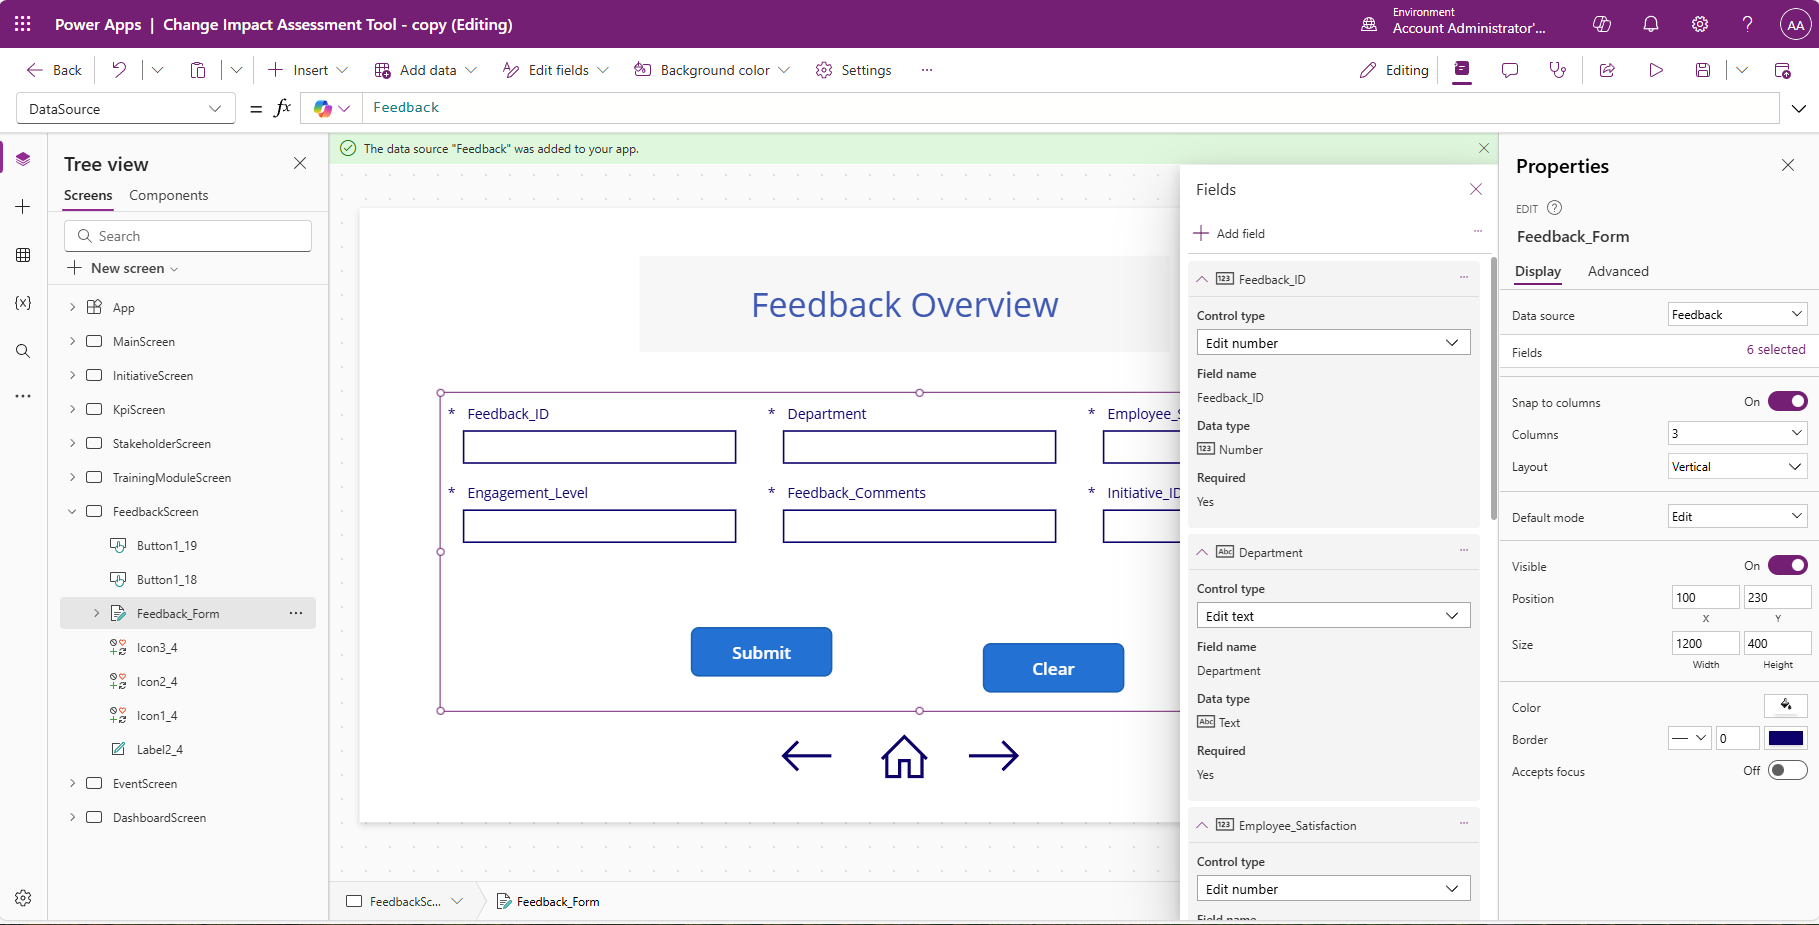 Power Apps | Change Impact Assessment Tool - copy (Editing)
Environment
Account Administrator'...
AA
Back
Insert
Add data
Edit fields
Background color
Settings
...
Editing
DataSource
= fx
Feedback
Tree view
Screens
Components
Search
New screen
App
MainScreen
InitiativeScreen
KpiScreen
StakeholderScreen
TrainingModuleScreen
FeedbackScreen
Button1_19
Button1_18
Feedback_Form
Icon3_4
Icon2_4
Icon1_4
Label2_4
EventScreen
DashboardScreen
The data source "Feedback" was added to your app.
Feedback Overview
* Feedback_ID
* Department
* Employee_S
* Engagement_Level
* Feedback_Comments
* Initiative_ID
Submit
Clear
FeedbackSc...
Feedback_Form
Fields
Add field
123 Feedback_ID
Control type
Edit number
Field name
Feedback_ID
Data type
123 Number
Required
Yes
Abc Department
Control type
Edit text
Field name
Department
Data type
Abc Text
Required
Yes
123 Employee_Satisfaction
Control type
Edit number
Field name
Properties
EDIT ?
Feedback_Form
Display
Advanced
Data source
Feedback
Fields
6 selected
Snap to columns
On
Columns
3
Layout
Vertical
Default mode
Edit
Visible
On
Position
100
230
X
Y
Size
1200
400
Width
Height
Color
Border
0
Accepts focus
Off